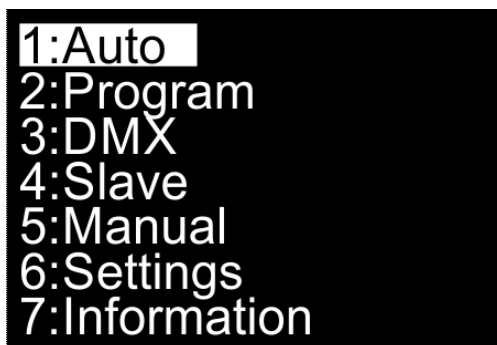 1:Auto
2:Program
3:DMX
4:Slave
5:Manual
6:Settings
7:Information